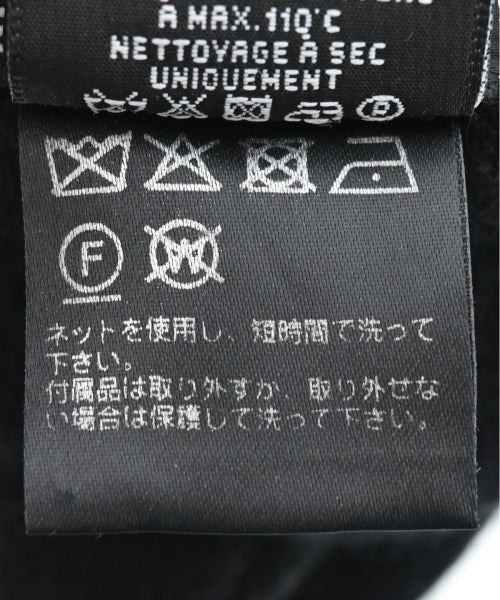 À MAX. 110°C
NETTOYAGE À SEC
UNIQUEMENT
P
F
W
ネットを使用し、短時間で洗って
下さい。
付属品は取り外すか、取り外せな
い場合は保護して洗って下さい。